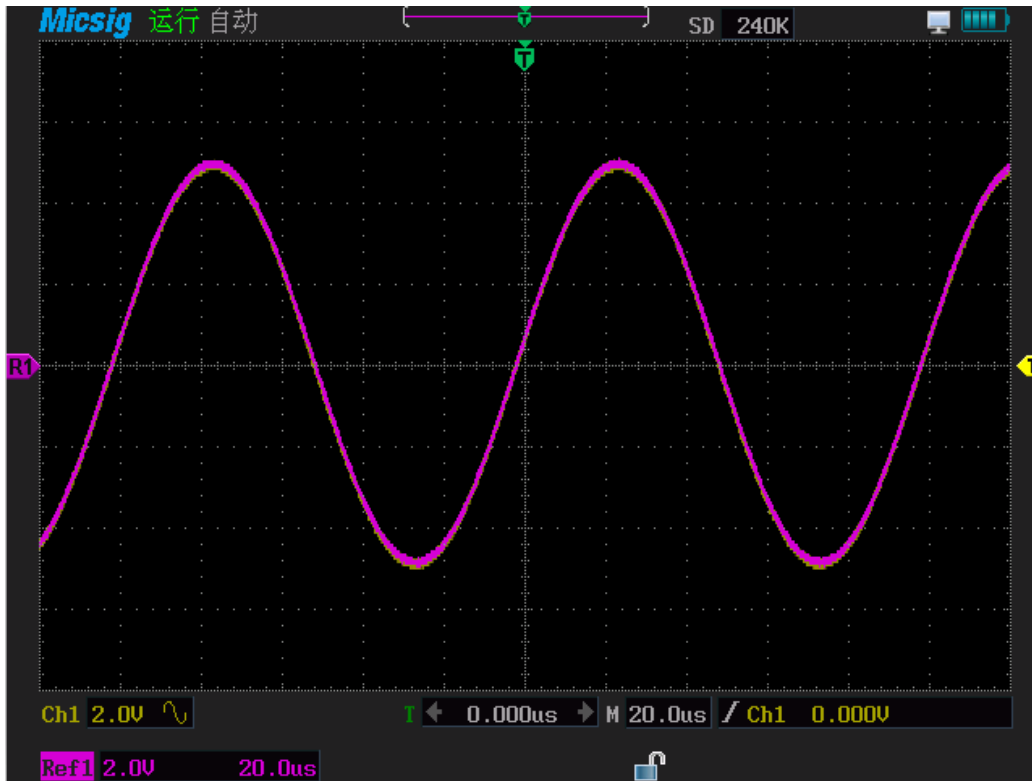 Micsig 运行 自动 T SD 240K
T
R1
T
Ch1 2.0V T 0.000us M 20.0us Ch1 0.000V
Ref1 2.0V 20.0us